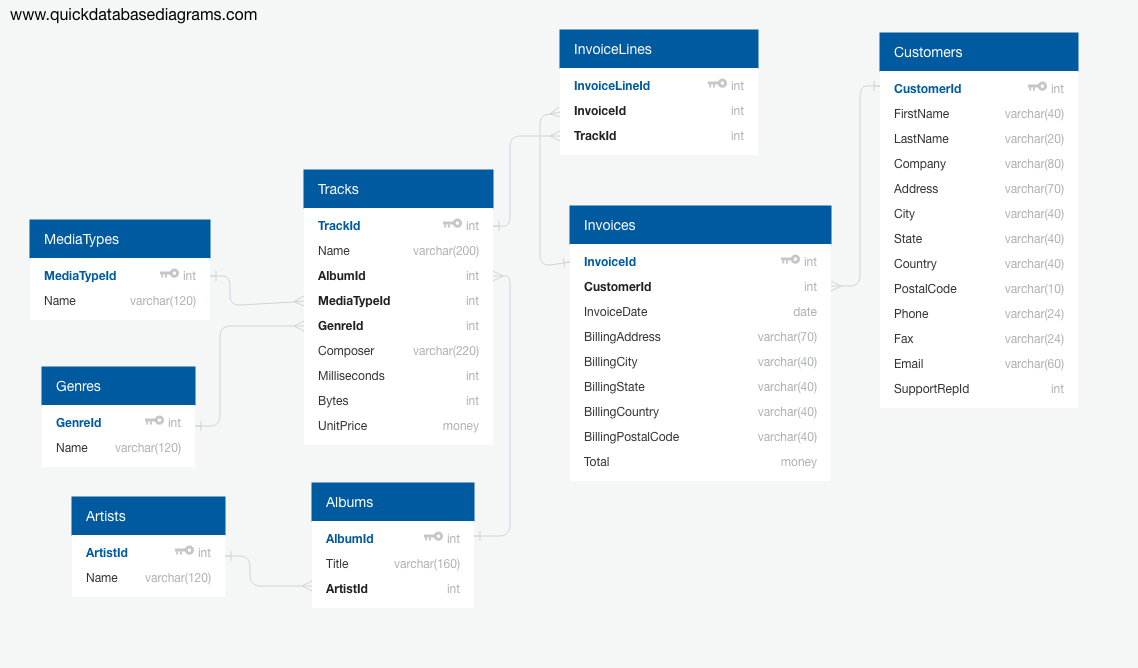 www.quickdatabasediagrams.com
InvoiceLines
InvoiceLineId int
InvoiceId int
TrackId int
Customers
CustomerId int
FirstName varchar(40)
LastName varchar(20)
Company varchar(80)
Address varchar(70)
City varchar(40)
State varchar(40)
Country varchar(40)
PostalCode varchar(10)
Phone varchar(24)
Fax varchar(24)
Email varchar(60)
SupportRepId int
Tracks
TrackId int
Name varchar(200)
AlbumId int
MediaTypeId int
GenreId int
Composer varchar(220)
Milliseconds int
Bytes int
UnitPrice money
Invoices
InvoiceId int
CustomerId int
InvoiceDate date
BillingAddress varchar(70)
BillingCity varchar(40)
BillingState varchar(40)
BillingCountry varchar(40)
BillingPostalCode varchar(40)
Total money
MediaTypes
MediaTypeId int
Name varchar(120)
Genres
GenreId int
Name varchar(120)
Artists
ArtistId int
Name varchar(120)
Albums
AlbumId int
Title varchar(160)
ArtistId int